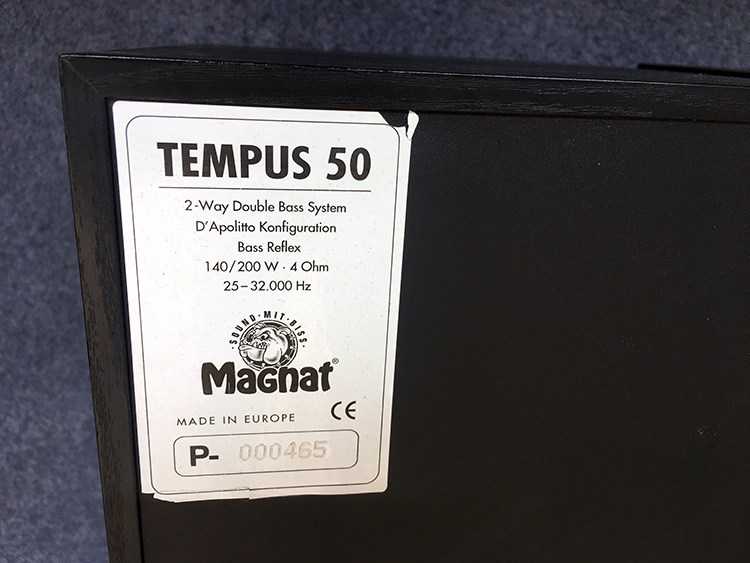 TEMPUS 50
2-Way Double Bass System
D'Apolitto Konfiguration
Bass Reflex
140/200 W · 4 Ohm
25–32.000 Hz
·SOUND·MIT·BISS·
Magnat®
MADE IN EUROPE CE
P- 000465